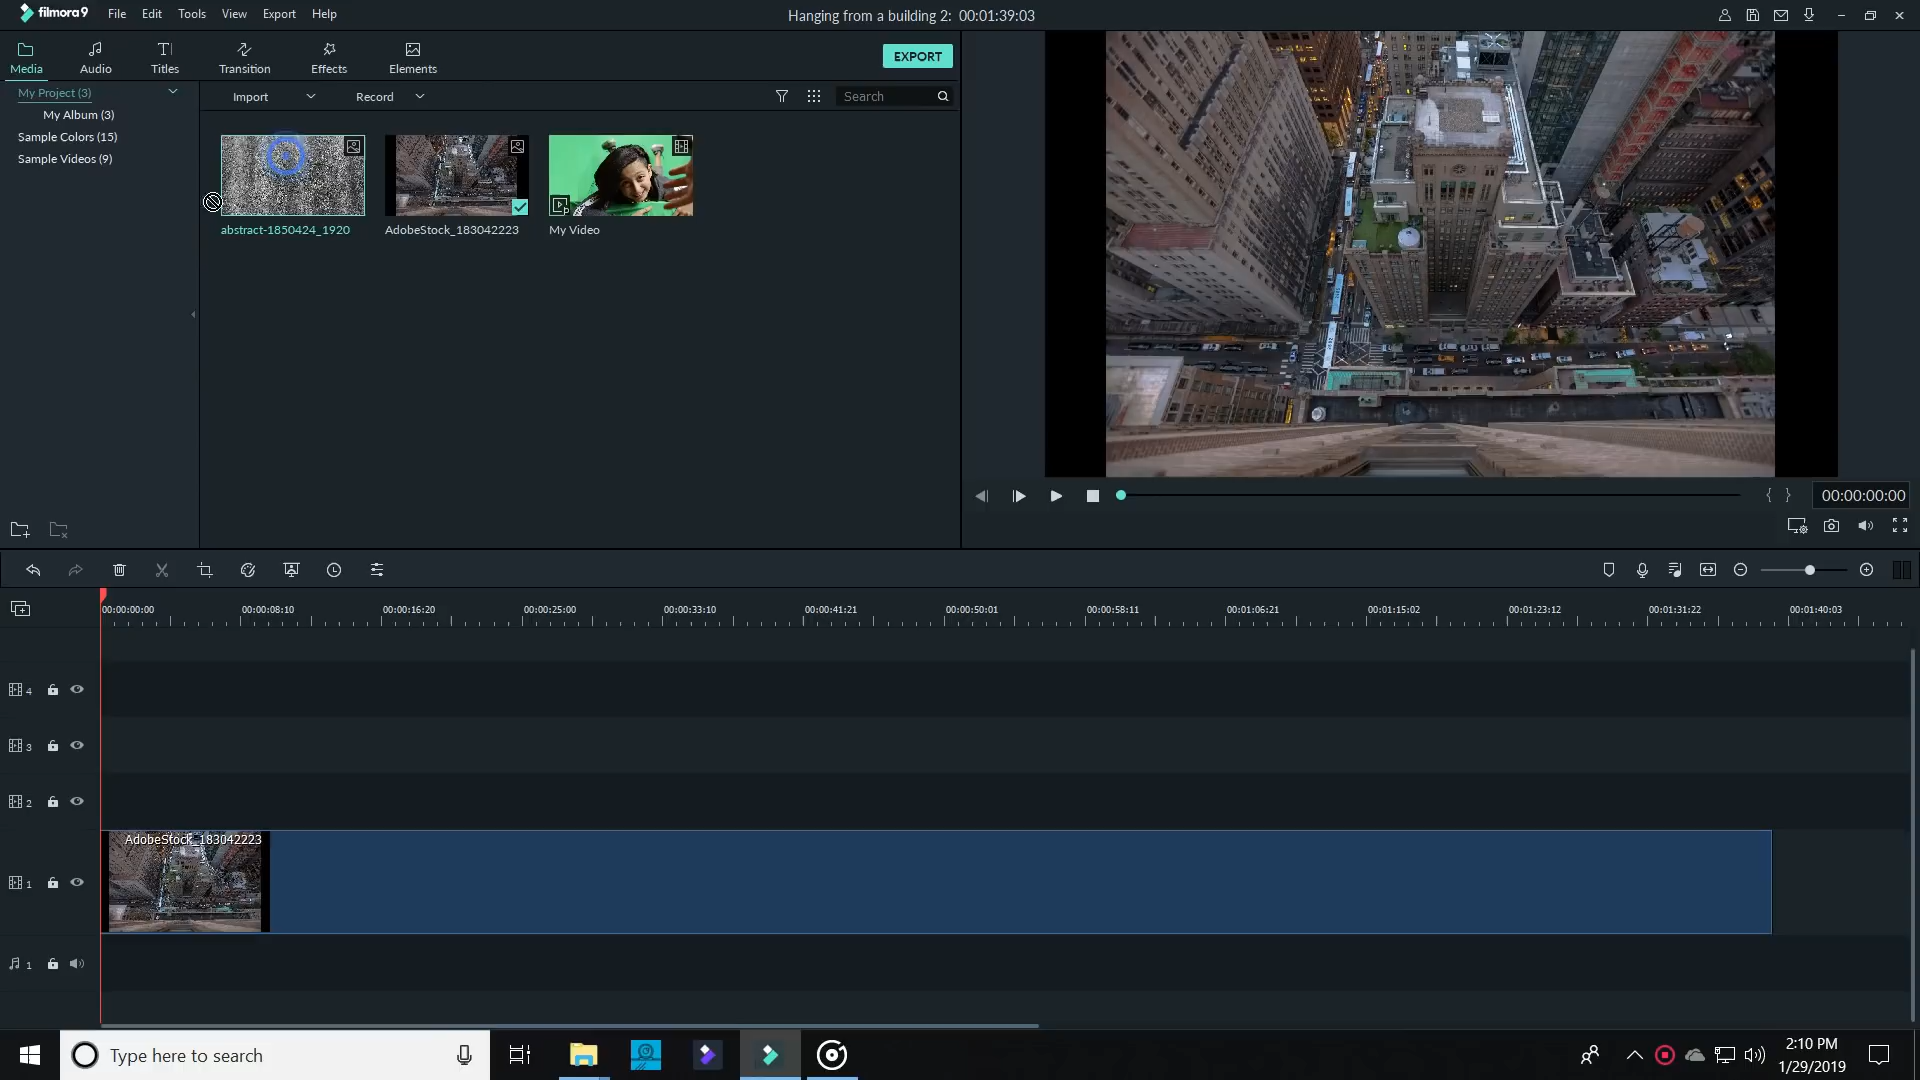 filmora9 File Edit Tools View Export Help
Hanging from a building 2: 00:01:39:03
Media Audio Titles Transition Effects Elements
EXPORT
My Project (3)
My Album (3)
Sample Colors (15)
Sample Videos (9)
Import Record Search
abstract-1850424_1920 AdobeStock_183042223 My Video
00:00:00:00
00:00:00:00 00:00:08:10 00:00:16:20 00:00:25:00 00:00:33:10 00:00:41:21 00:00:50:01 00:00:58:11 00:01:06:21 00:01:15:02 00:01:23:12 00:01:31:22 00:01:40:03
4
3
2
AdobeStock_183042223
1
1
Type here to search
2:10 PM
1/29/2019